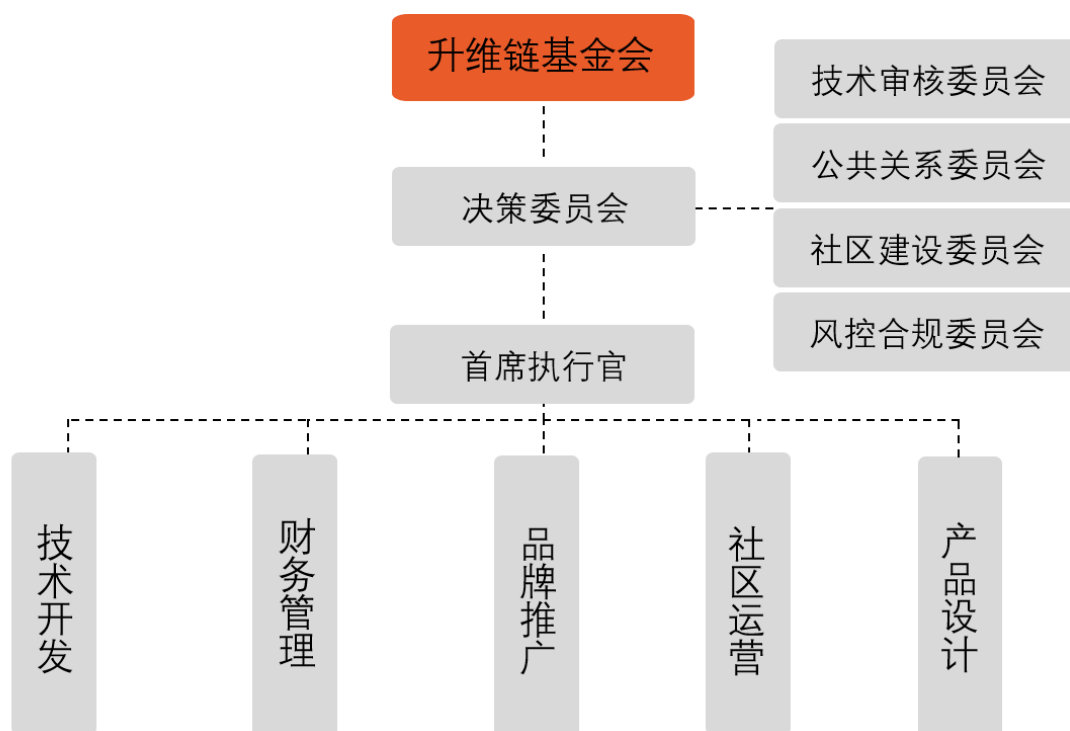 升维链基金会
技术审核委员会
公共关系委员会
决策委员会
社区建设委员会
风控合规委员会
首席执行官
技术开发
财务管理
品牌推广
社区运营
产品设计